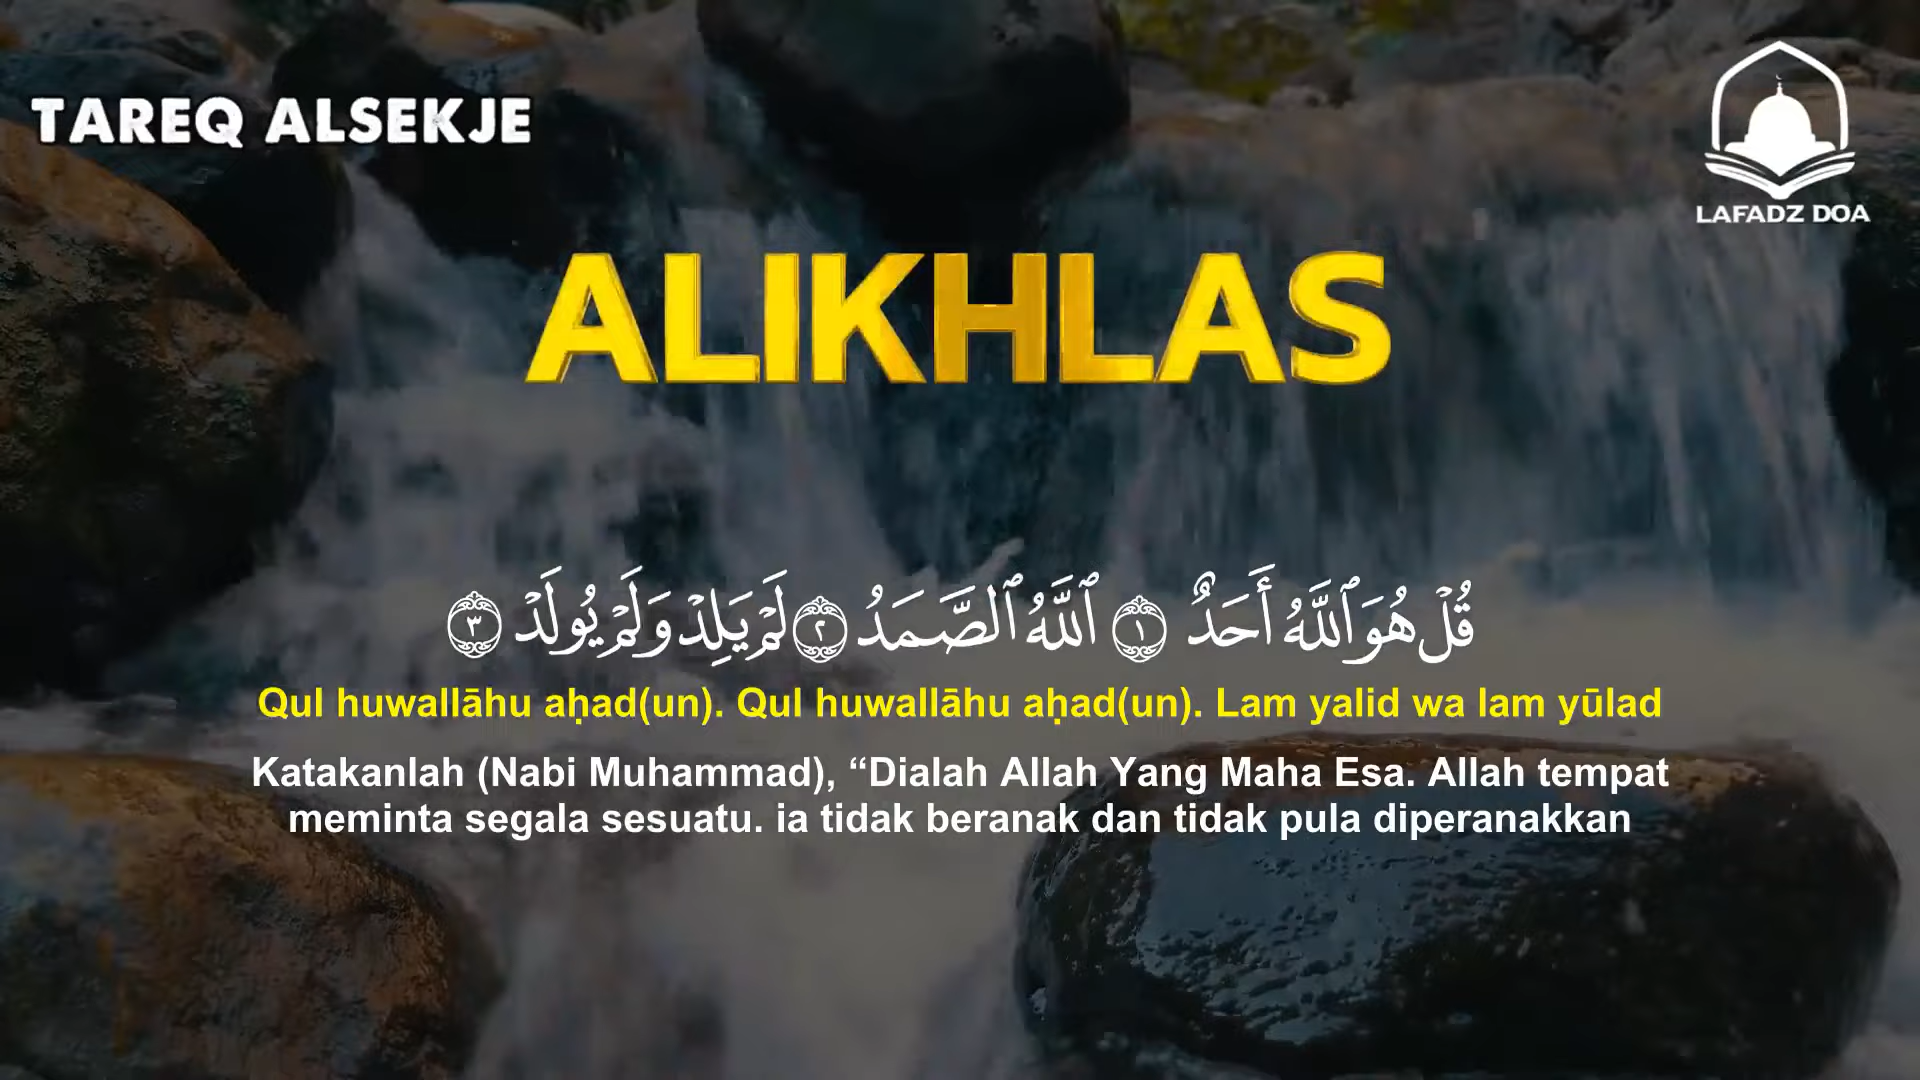 TAREQ ALSEKJE
LAFADZ DOA
ALIKHLAS
قُلْ هُوَ ٱللَّهُ أَحَدٌ ١ ٱللَّهُ ٱلصَّمَدُ ٢ لَمْ يَلِدْ وَلَمْ يُولَدْ ٣
Qul huwallāhu aḥad(un). Qul huwallāhu aḥad(un). Lam yalid wa lam yūlad
Katakanlah (Nabi Muhammad), “Dialah Allah Yang Maha Esa. Allah tempat
meminta segala sesuatu. ia tidak beranak dan tidak pula diperanakkan